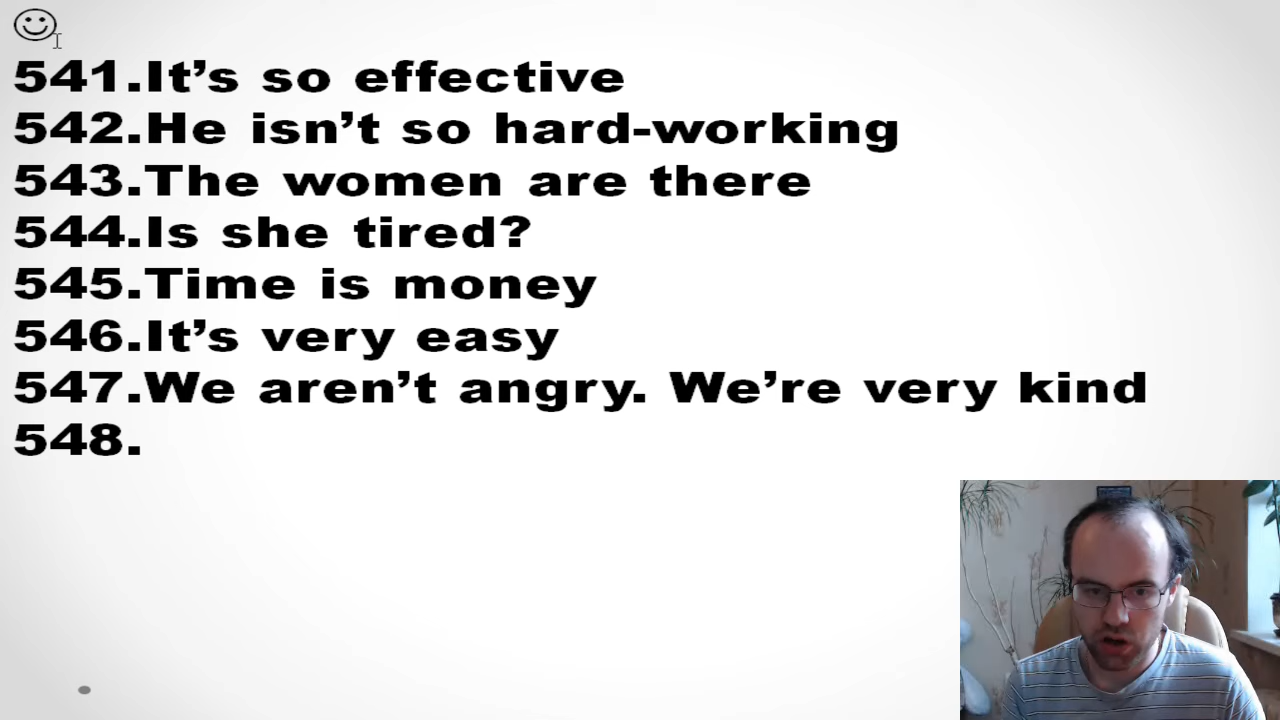 541.It’s so effective
542.He isn’t so hard-working
543.The women are there
544.Is she tired?
545.Time is money
546.It’s very easy
547.We aren’t angry. We’re very kind
548.